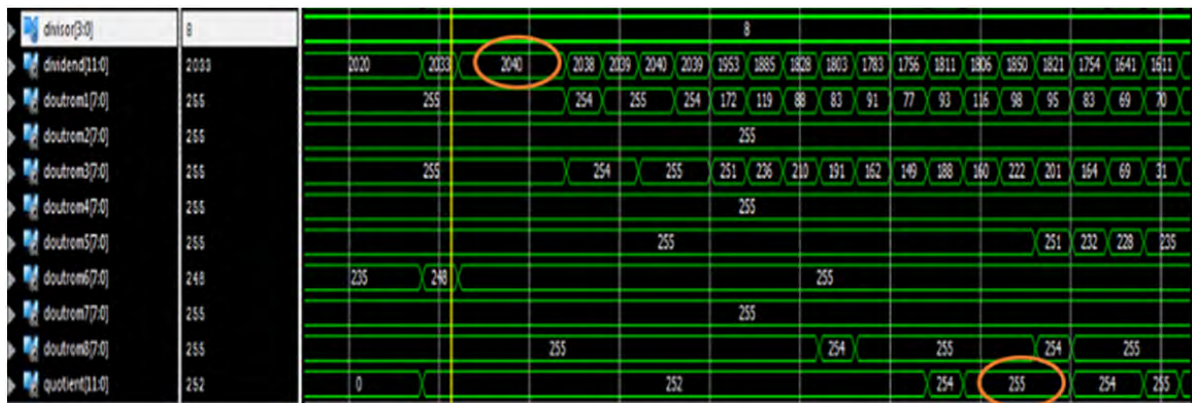 divisor[3:0] 8 8
dividend[11:0] 2033 2020 2033 2040 2038 2039 2040 2039 1953 1885 1828 1803 1783 1756 1811 1806 1850 1821 1754 1641 1611
doutrom1[7:0] 255 255 254 255 254 172 119 88 83 91 77 93 116 98 95 83 69 70
doutrom2[7:0] 255 255
doutrom3[7:0] 255 255 254 255 251 236 210 191 162 149 188 160 222 201 164 69 31
doutrom4[7:0] 255 255
doutrom5[7:0] 255 255 251 232 228 235
doutrom6[7:0] 248 235 248 255
doutrom7[7:0] 255 255
doutrom8[7:0] 255 255 254 255 254 255
quotient[11:0] 252 0 252 254 255 254 255